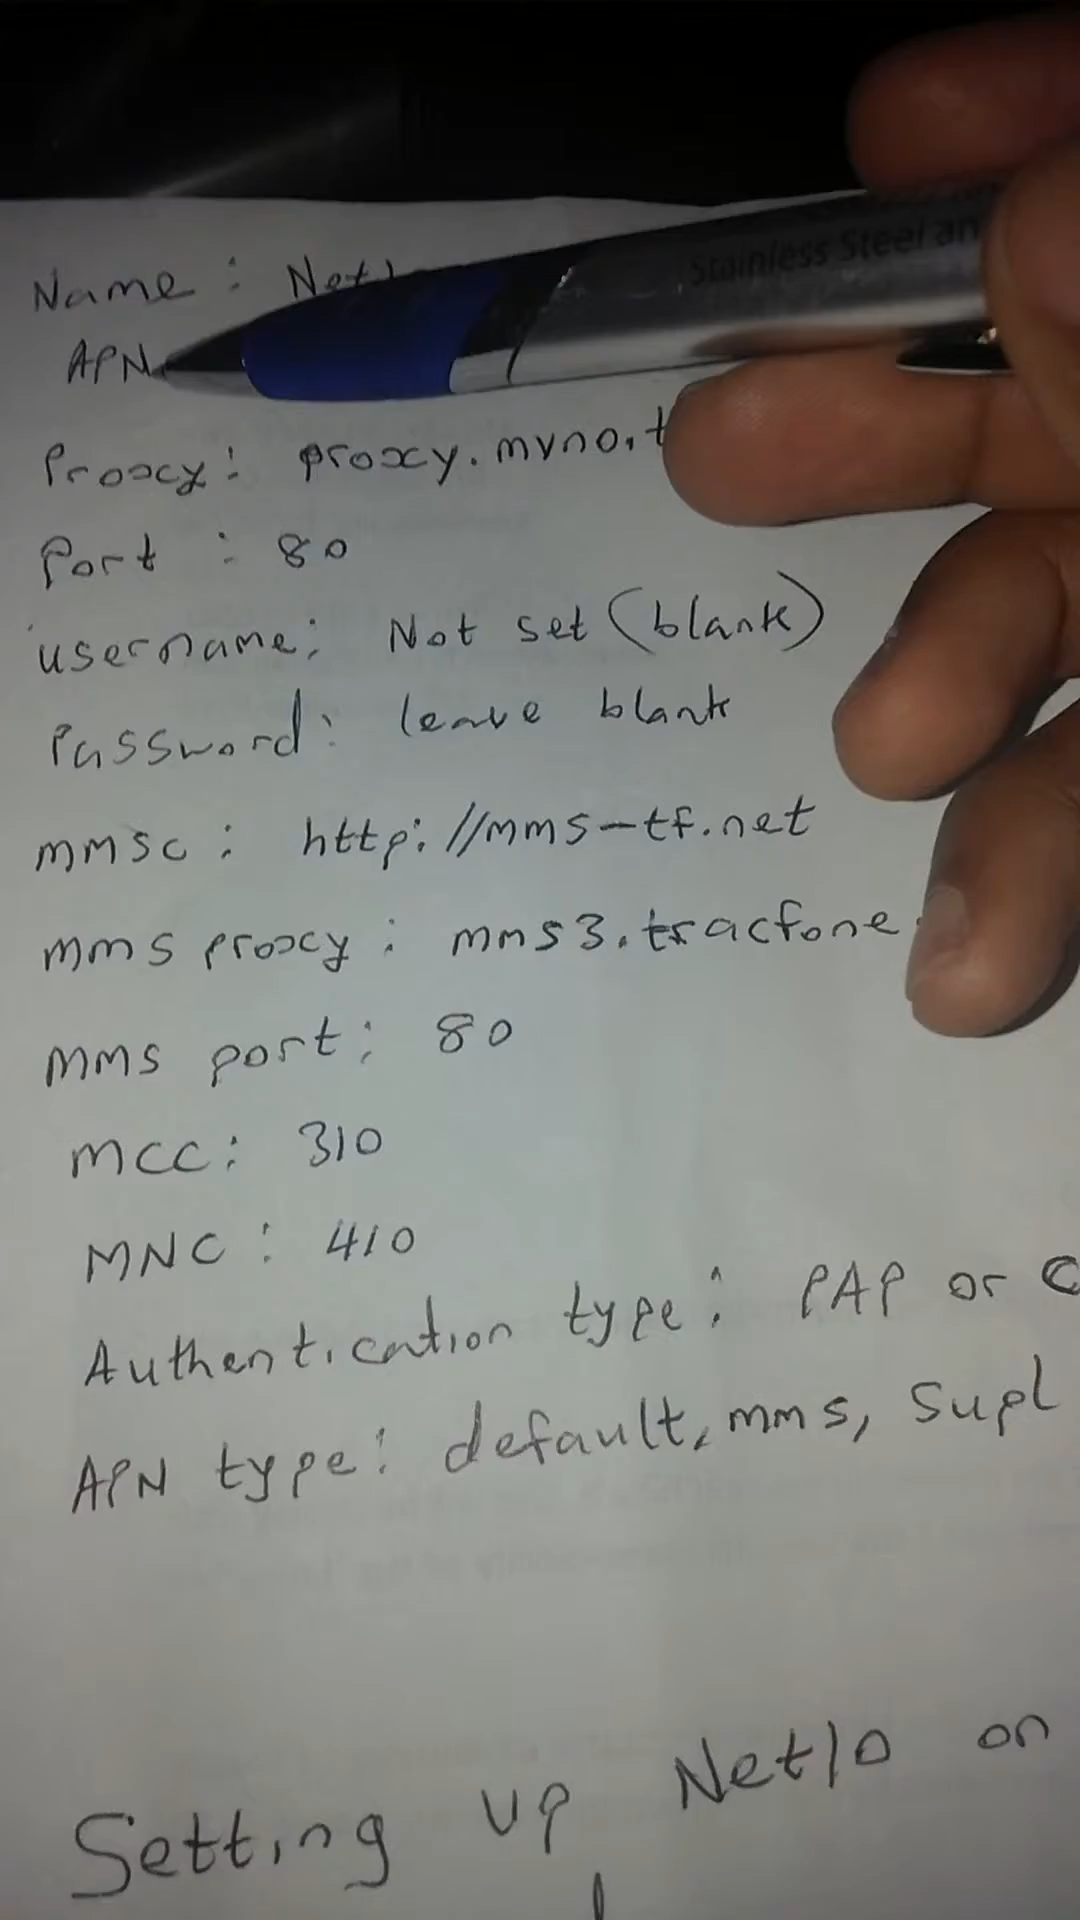 Stainless Steel an
Name : Net
APN
Proxy: proxy.mvno.t
Port : 80
username: Not set (blank)
Password: leave blank
mmsc : http://mms-tf.net
mms proxy : mms3.tracfone.
mms port: 80
MCC: 310
MNC: 410
Authentication type: PAP or C
APN type: default, mms, supl
Setting up Net10 on